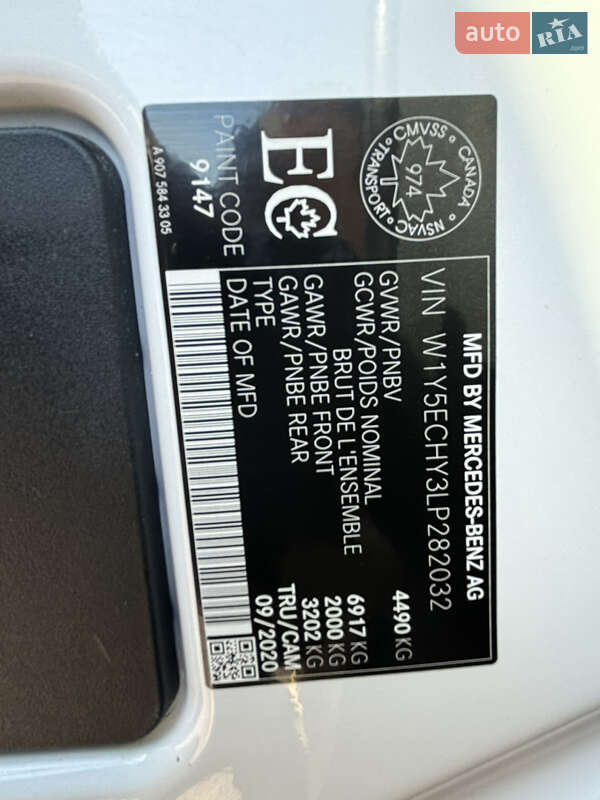 auto RIA.com
MFD BY MERCEDES-BENZ AG
VIN W1Y5ECHY3LP282032
GVWR/PNBV 4490 KG
GCWR/POIDS NOMINAL
BRUT DE L'ENSEMBLE 6917 KG
GAWR/PNBE FRONT 2000 KG
GAWR/PNBE REAR 3202 KG
TYPE TRU/CAM
DATE OF MFD 09/2020
CMVSS NSVAC
CANADA
974
TRANSPORT
EC
PAINT CODE
9147
A 907 584 33 05